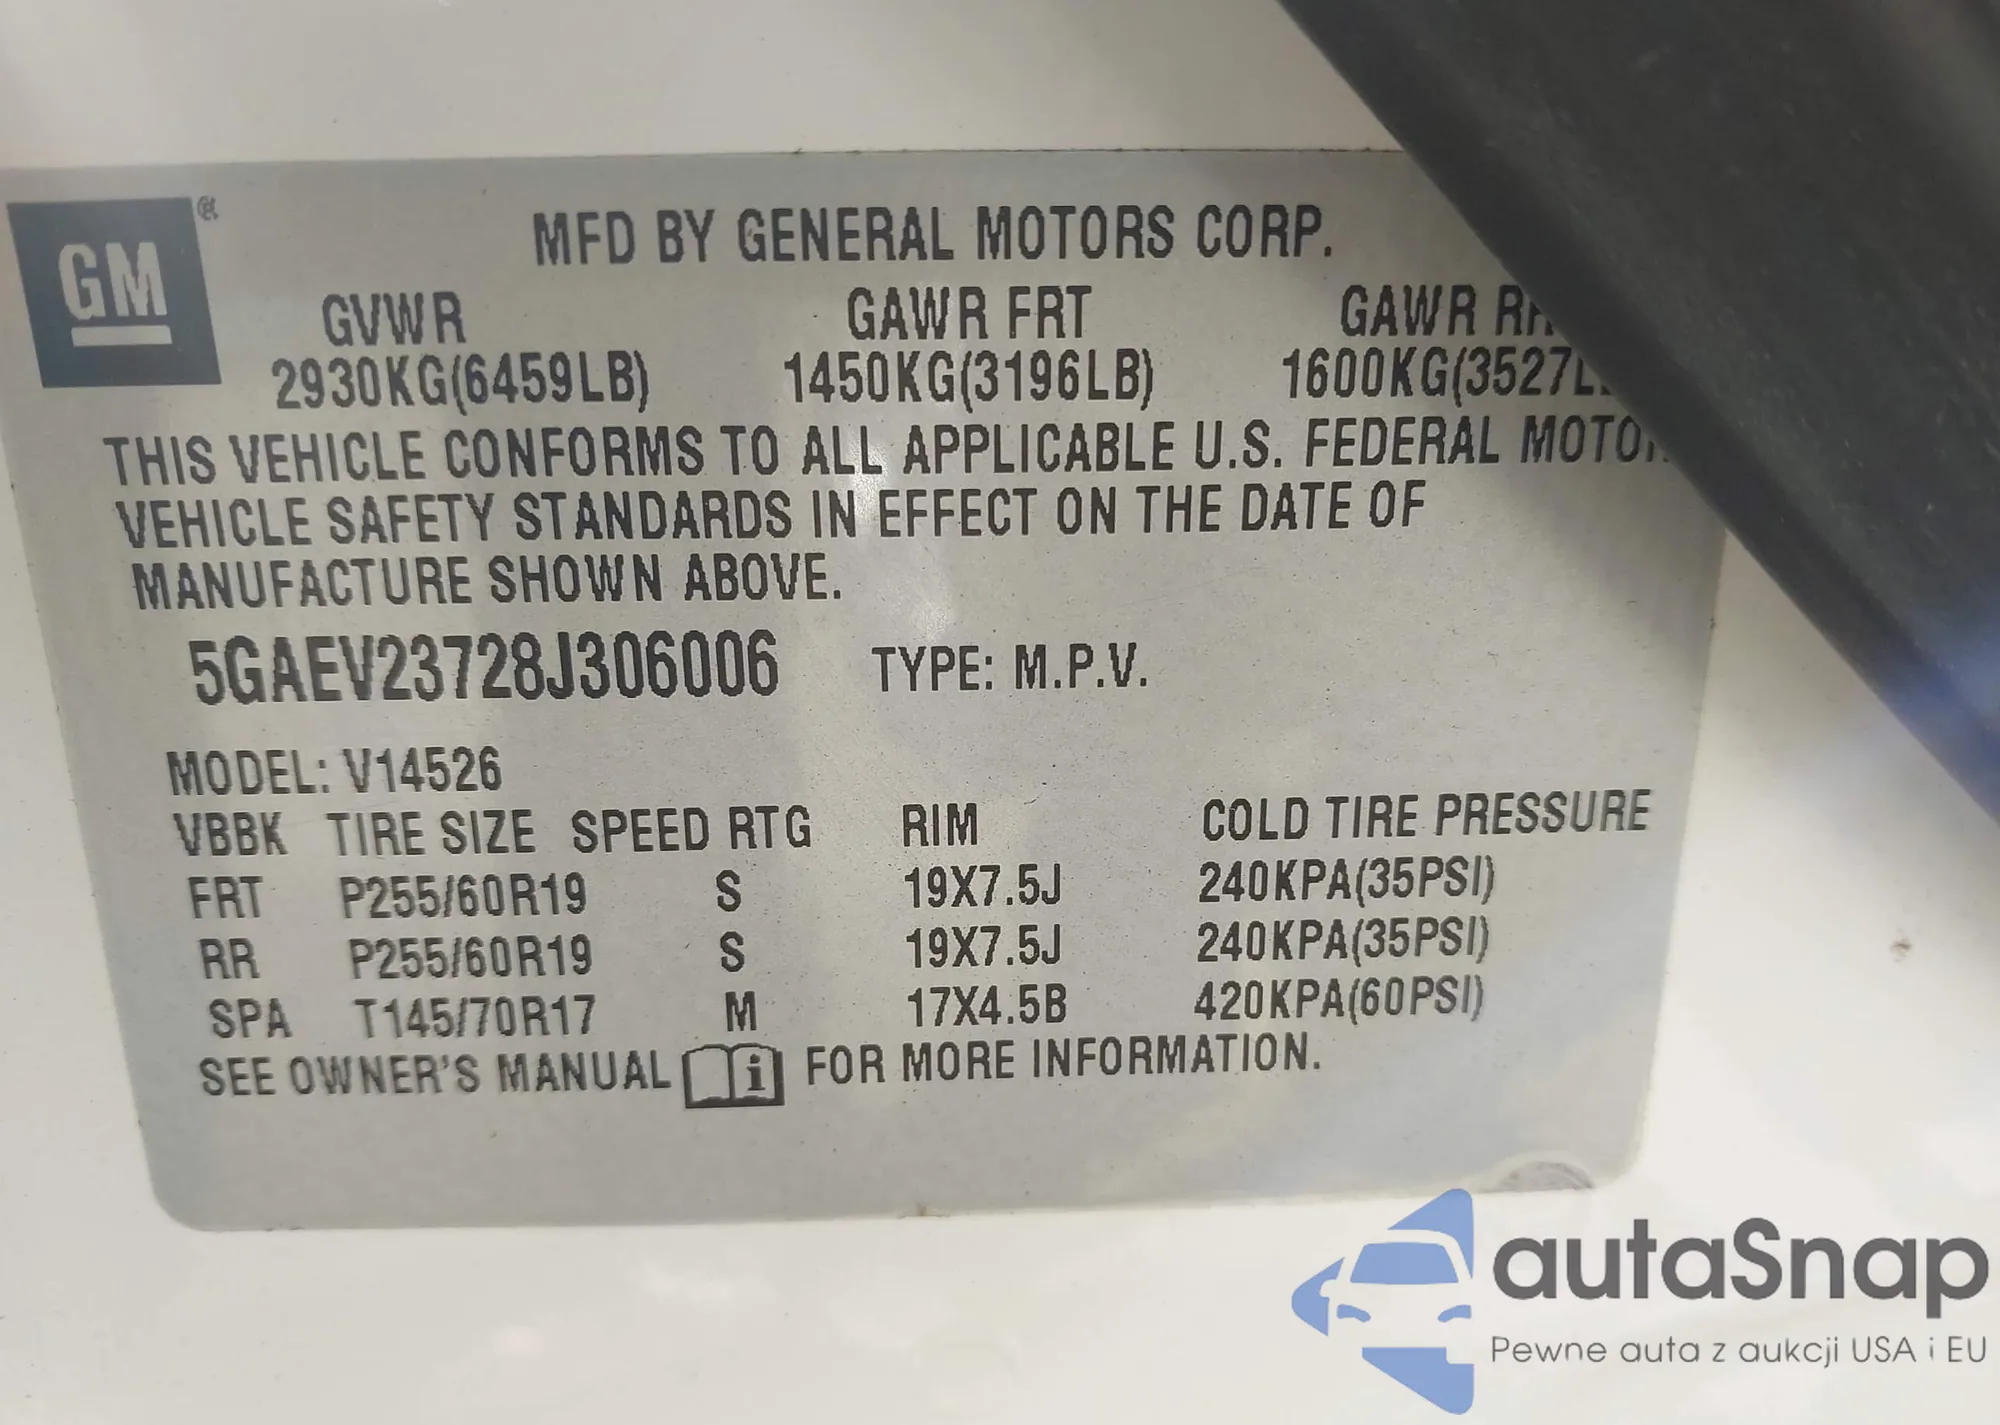 GM
MFD BY GENERAL MOTORS CORP.
GVWR GAWR FRT GAWR
2930KG(6459LB) 1450KG(3196LB) 1600KG(3527
THIS VEHICLE CONFORMS TO ALL APPLICABLE U.S. FEDERAL
VEHICLE SAFETY STANDARDS IN EFFECT ON THE DATE OF
MANUFACTURE SHOWN ABOVE.
5GAEV23728J306006 TYPE: M.P.V.
MODEL: V14526
VBBK TIRE SIZE SPEED RTG RIM COLD TIRE PRESSURE
FRT P255/60R19 S 19X7.5J 240KPA(35PSI)
RR P255/60R19 S 19X7.5J 240KPA(35PSI)
SPA T145/70R17 M 17X4.5B 420KPA(60PSI)
SEE OWNER'S MANUAL i FOR MORE INFORMATION.
autaSnap
Pewne auta z aukcji USA i EU